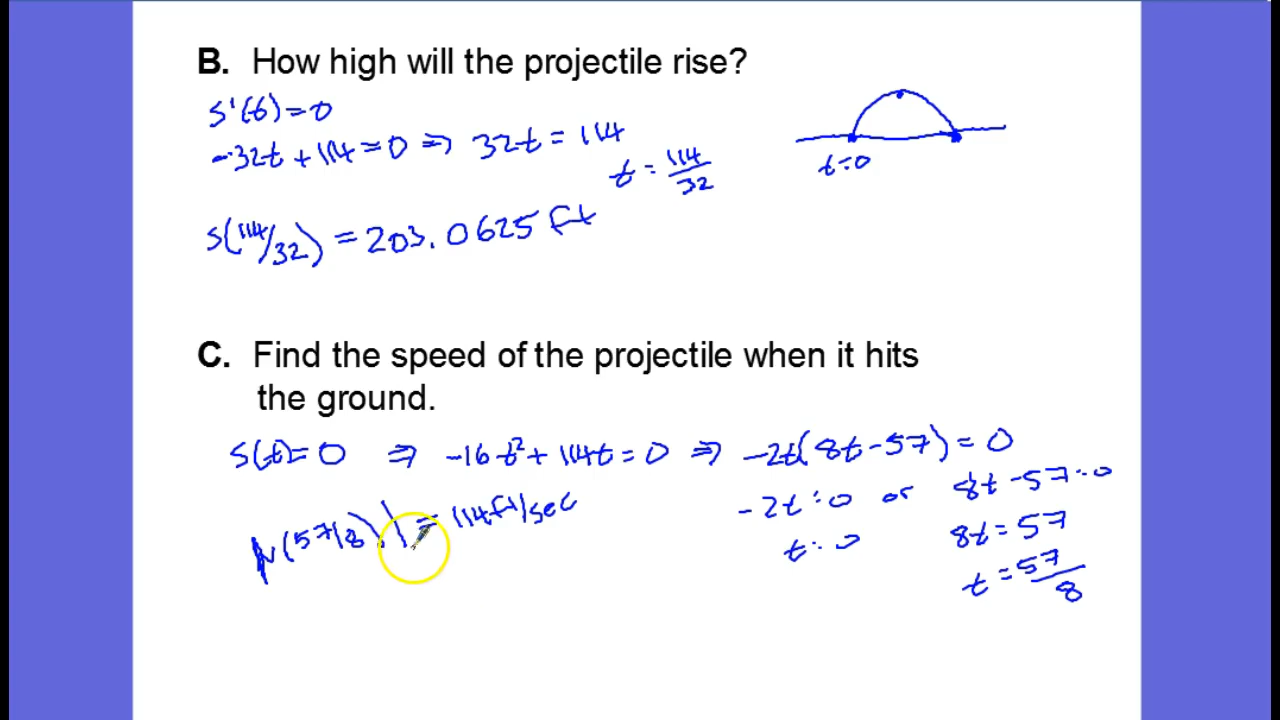 B. How high will the projectile rise?
s'(t)=0
-32t+114=0 ⇒ 32t=114
t=114/32
t=0
s(114/32)=203.0625 ft
C. Find the speed of the projectile when it hits
the ground.
s(t)=0 ⇒ -16t²+114t=0 ⇒ -2t(8t-57)=0
-2t=0 or 8t-57=0
|v(57/8)|=114ft/sec
t=0
8t=57
t=57/8